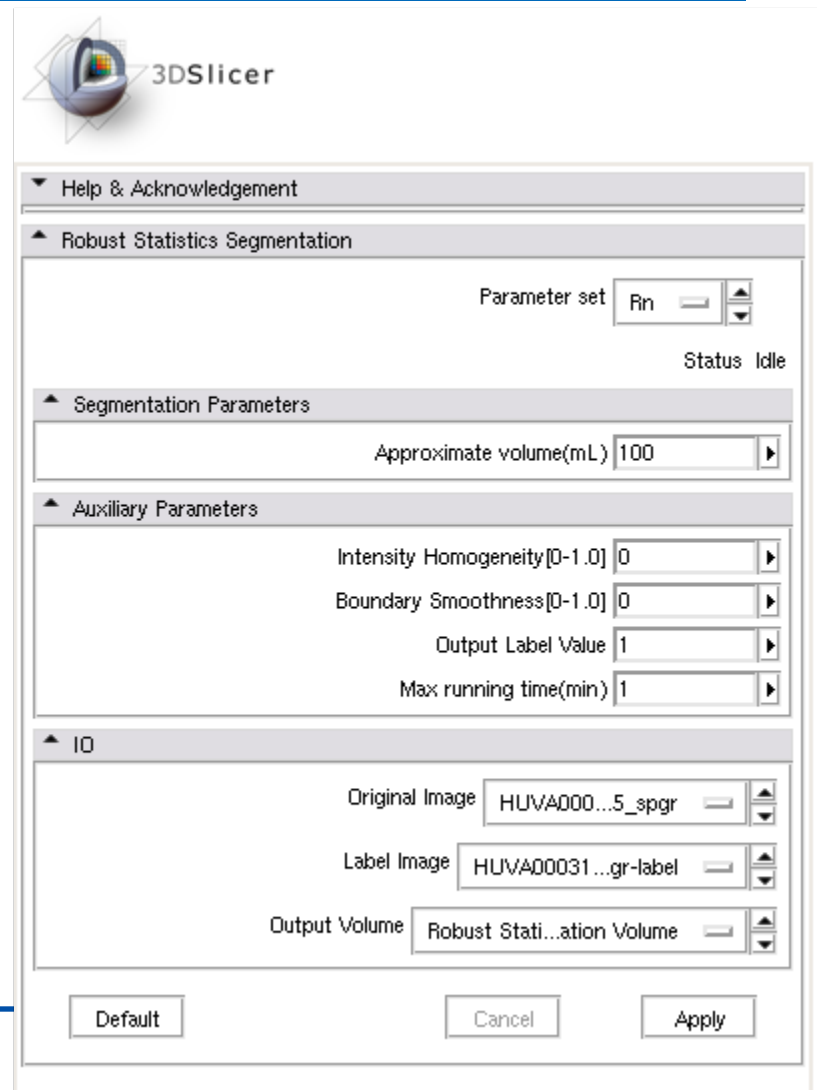 3DSlicer
Help & Acknowledgement
Robust Statistics Segmentation
Parameter set Rn
Status Idle
Segmentation Parameters
Approximate volume(mL) 100
Auxiliary Parameters
Intensity Homogeneity[0-1.0] 0
Boundary Smoothness[0-1.0] 0
Output Label Value 1
Max running time(min) 1
IO
Original Image HUVA000...5_spgr
Label Image HUVA00031...gr-label
Output Volume Robust Stati...ation Volume
Default Cancel Apply